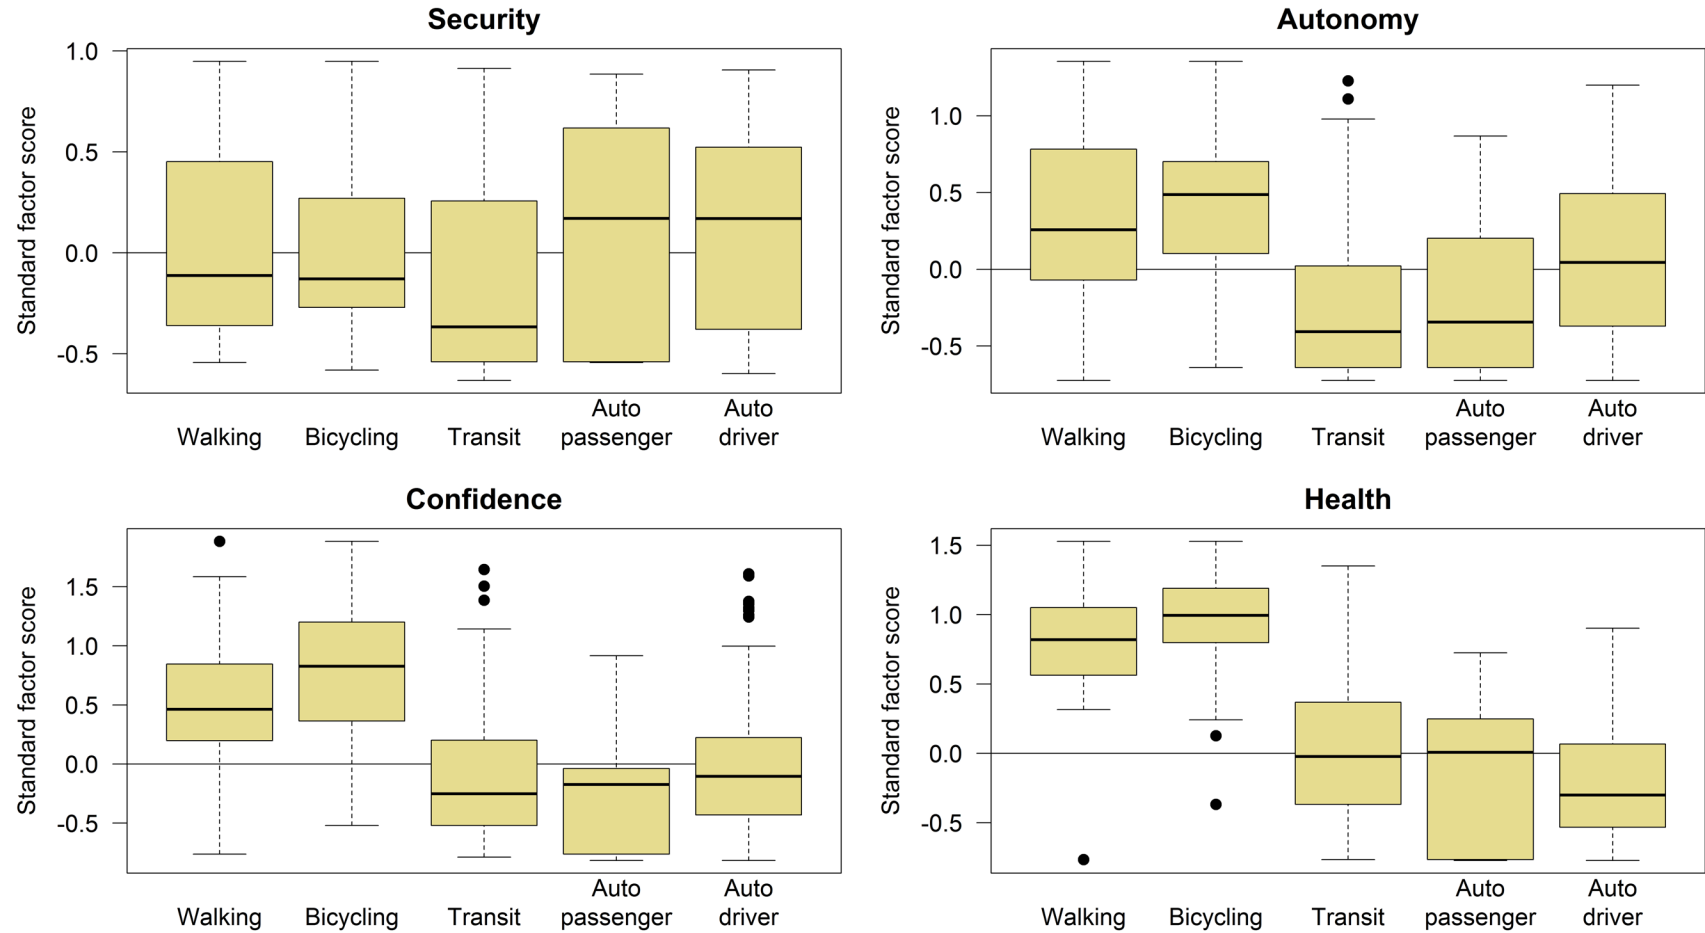 Security
Standard factor score
1.0
0.5
0.0
-0.5
Walking
Bicycling
Transit
Auto
passenger
Auto
driver
Autonomy
Standard factor score
1.0
0.5
0.0
-0.5
Walking
Bicycling
Transit
Auto
passenger
Auto
driver
Confidence
Standard factor score
1.5
1.0
0.5
0.0
-0.5
Walking
Bicycling
Transit
Auto
passenger
Auto
driver
Health
Standard factor score
1.5
1.0
0.5
0.0
-0.5
Walking
Bicycling
Transit
Auto
passenger
Auto
driver